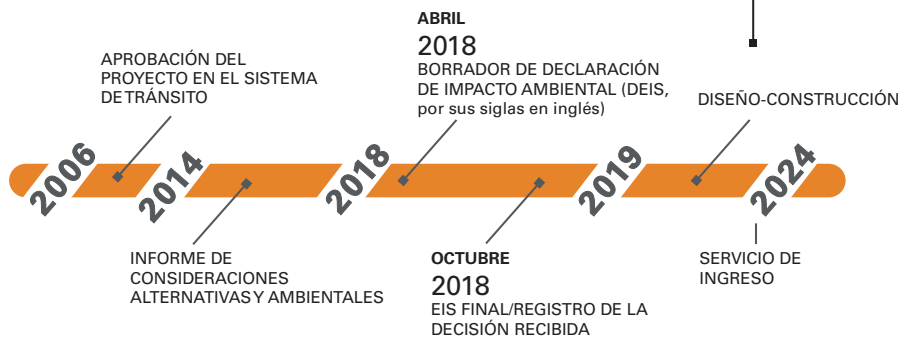 ABRIL
2018
BORRADOR DE DECLARACIÓN
DE IMPACTO AMBIENTAL (DEIS,
por sus siglas en inglés)
APROBACIÓN DEL
PROYECTO EN EL SISTEMA
DE TRÁNSITO
DISEÑO-CONSTRUCCIÓN
2006
2014
2018
2019
2024
INFORME DE
CONSIDERACIONES
ALTERNATIVAS Y AMBIENTALES
OCTUBRE
2018
EIS FINAL/REGISTRO DE LA
DECISIÓN RECIBIDA
SERVICIO DE
INGRESO